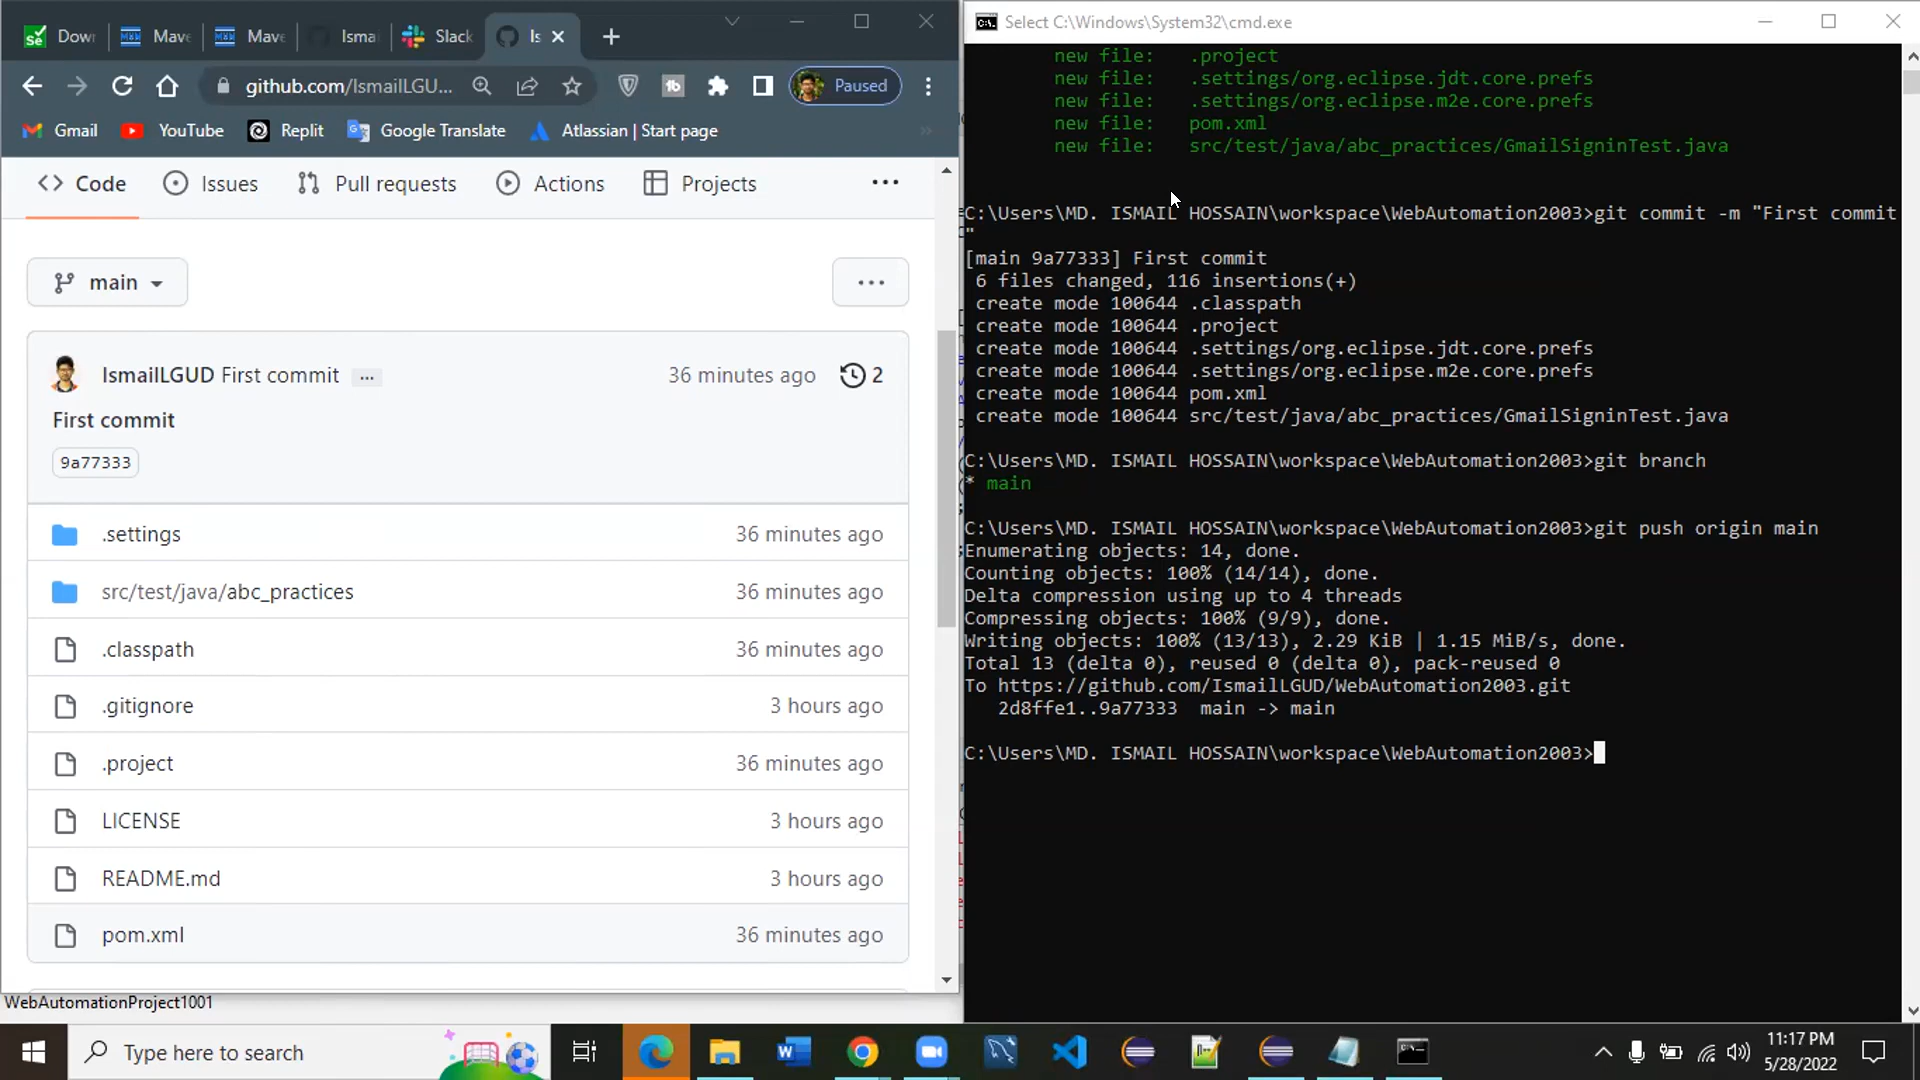 Dow
Mave
Mave
Ismai
Slack
Is
github.com/IsmailLGU...
Paused
Gmail
YouTube
Replit
Google Translate
Atlassian | Start page
Code
Issues
Pull requests
Actions
Projects
...
main
...
IsmailLGUD First commit ...
36 minutes ago
2
First commit
9a77333
.settings
36 minutes ago
src/test/java/abc_practices
36 minutes ago
.classpath
36 minutes ago
.gitignore
3 hours ago
.project
36 minutes ago
LICENSE
3 hours ago
README.md
3 hours ago
pom.xml
36 minutes ago
WebAutomationProject1001
Select C:\Windows\System32\cmd.exe
new file:   .project
new file:   .settings/org.eclipse.jdt.core.prefs
new file:   .settings/org.eclipse.m2e.core.prefs
new file:   pom.xml
new file:   src/test/java/abc_practices/GmailSigninTest.java
C:\Users\MD. ISMAIL HOSSAIN\workspace\WebAutomation2003>git commit -m "First commit
"
[main 9a77333] First commit
6 files changed, 116 insertions(+)
create mode 100644 .classpath
create mode 100644 .project
create mode 100644 .settings/org.eclipse.jdt.core.prefs
create mode 100644 .settings/org.eclipse.m2e.core.prefs
create mode 100644 pom.xml
create mode 100644 src/test/java/abc_practices/GmailSigninTest.java
C:\Users\MD. ISMAIL HOSSAIN\workspace\WebAutomation2003>git branch
* main
C:\Users\MD. ISMAIL HOSSAIN\workspace\WebAutomation2003>git push origin main
Enumerating objects: 14, done.
Counting objects: 100% (14/14), done.
Delta compression using up to 4 threads
Compressing objects: 100% (9/9), done.
Writing objects: 100% (13/13), 2.29 KiB | 1.15 MiB/s, done.
Total 13 (delta 0), reused 0 (delta 0), pack-reused 0
To https://github.com/IsmailLGUD/WebAutomation2003.git
2d8ffe1..9a77333  main -> main
C:\Users\MD. ISMAIL HOSSAIN\workspace\WebAutomation2003>
Type here to search
11:17 PM
5/28/2022